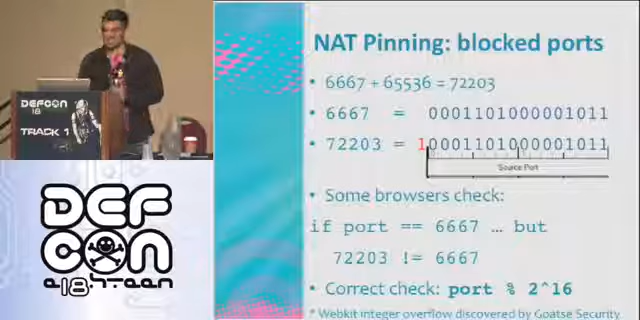 DEFCON
18
TRACK 1
DEF
CON
e18h-teen
NAT Pinning: blocked ports
• 6667 + 65536 = 72203
• 6667 = 0001101000001011
• 72203 = 10001101000001011
Source Port
• Some browsers check:
if port == 6667 … but
72203 != 6667
• Correct check: port % 2^16
* Webkit integer overflow discovered by Goatse Security